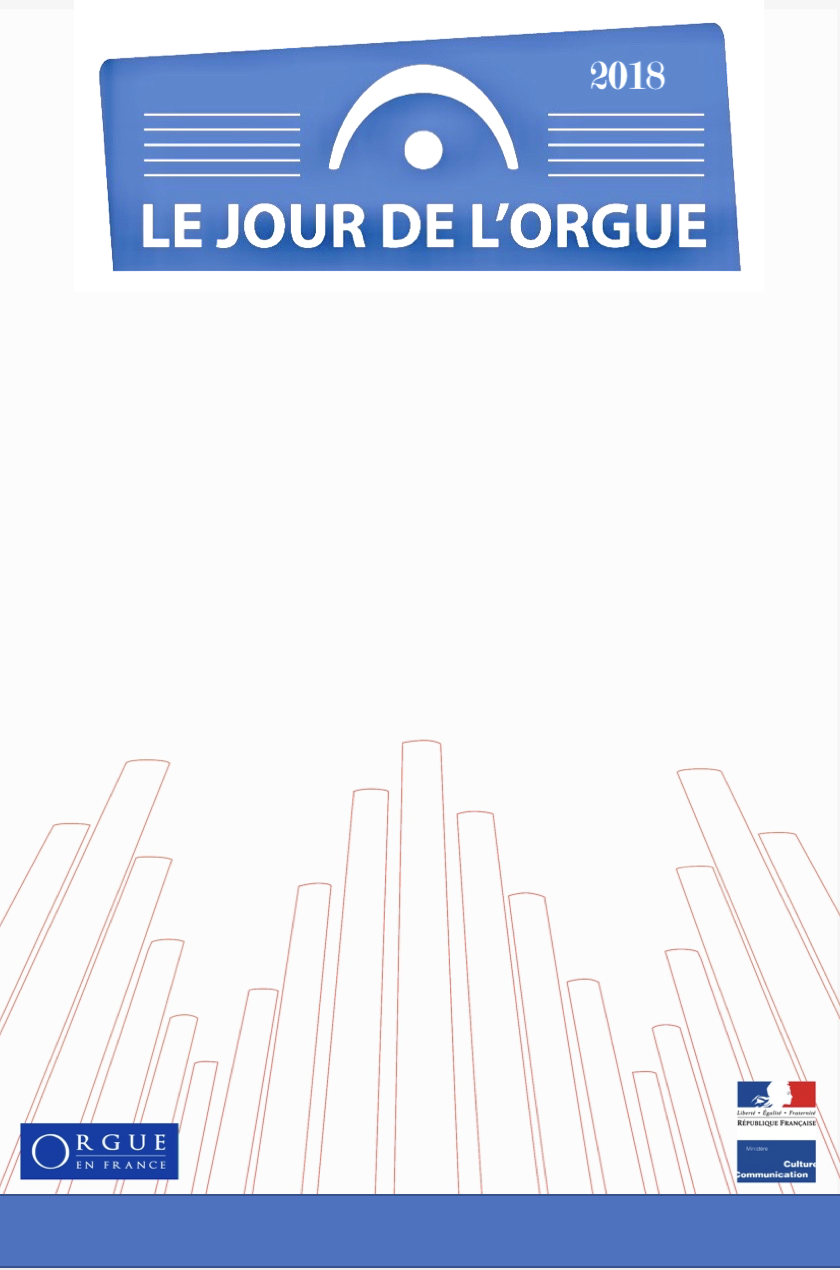 2018
LE JOUR DE L'ORGUE
ORGUE
EN FRANCE
Liberté • Égalité • Fraternité
RÉPUBLIQUE FRANÇAISE
Ministère
Culture
Communication